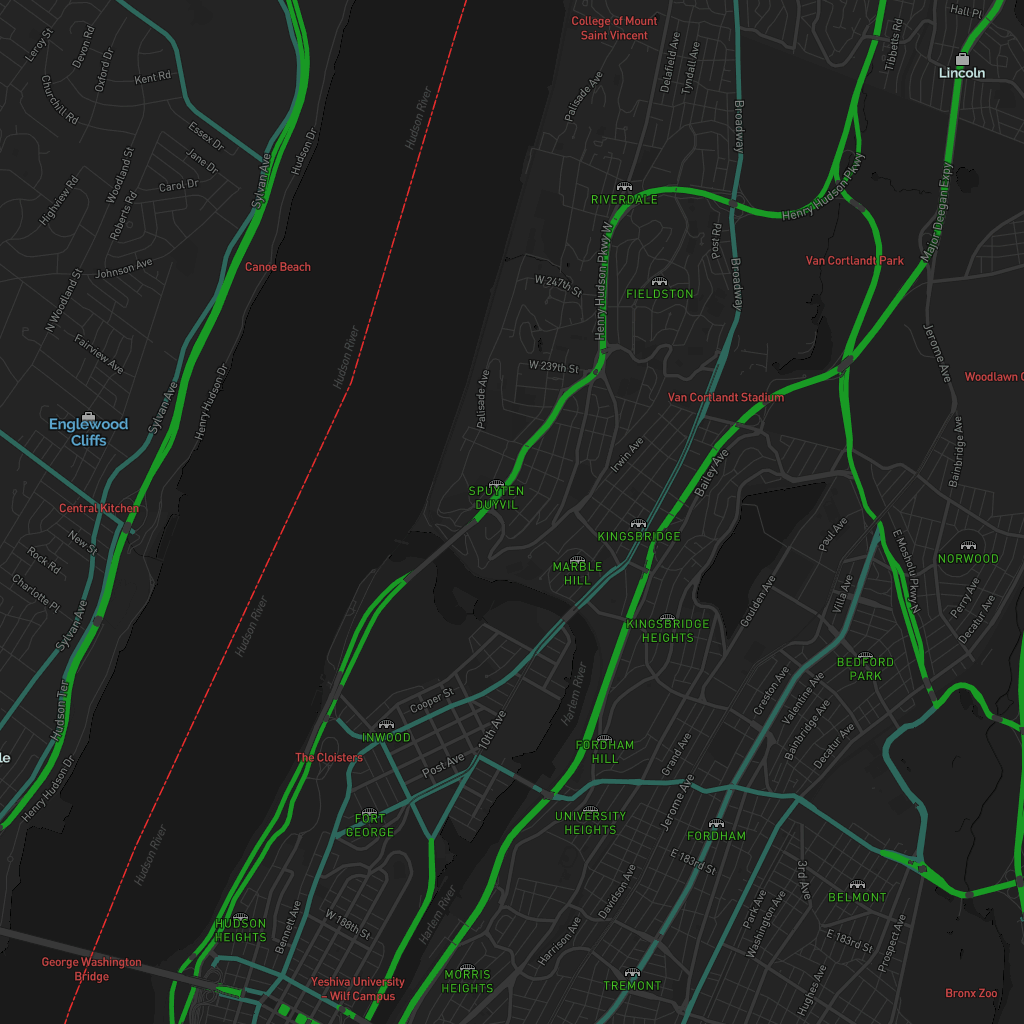 College of Mount
Saint Vincent
Hall Pl
Leroy St
Devon Rd
Oxford Dr
Kent Rd
Churchill Rd
Delafield Ave
Tyndall Ave
Tibbetts Rd
Lincoln
Palisade Ave
Hudson River
Broadway
Essex Dr
Jane Dr
Hudson Dr
Woodland St
Carol Dr
Sylvan Ave
Highview Rd
Roberts Rd
RIVERDALE
Henry Hudson Pkwy
Major Deegan Expy
Johnson Ave
Canoe Beach
Henry Hudson Pkwy W
Post Rd
Broadway
Van Cortlandt Park
N Woodland St
W 247th St
FIELDSTON
Fairview Ave
Hudson River
W 239th St
Jerome Ave
Woodlawn C
Henry Hudson Dr
Sylvan Ave
Palisade Ave
Van Cortlandt Stadium
Englewood
Cliffs
Irwin Ave
Bailey Ave
Bainbridge Ave
SPUYTEN
DUYVIL
Central Kitchen
New St
KINGSBRIDGE
Paul Ave
E Mosholu Pkwy N
NORWOOD
Rock Rd
MARBLE
HILL
Charlotte Pl
Goulden Ave
Villa Ave
Perry Ave
Decatur Ave
Sylvan Ave
Hudson River
KINGSBRIDGE
HEIGHTS
BEDFORD
PARK
Hudson Ter
Cooper St
Harlem River
Creston Ave
Valentine Ave
Bainbridge Ave
Decatur Ave
INWOOD
10th Ave
FORDHAM
HILL
Grand Ave
le
The Cloisters
Post Ave
Henry Hudson Dr
Jerome Ave
FORT
GEORGE
UNIVERSITY
HEIGHTS
FORDHAM
Hudson River
E 183rd St
3rd Ave
Davidson Ave
BELMONT
HUDSON
HEIGHTS
Bennett Ave
W 188th St
Harlem River
Harrison Ave
Park Ave
Washington Ave
E 183rd St
Prospect Ave
George Washington
Bridge
Yeshiva University
- Wilf Campus
MORRIS
HEIGHTS
TREMONT
Hughes Ave
Bronx Zoo